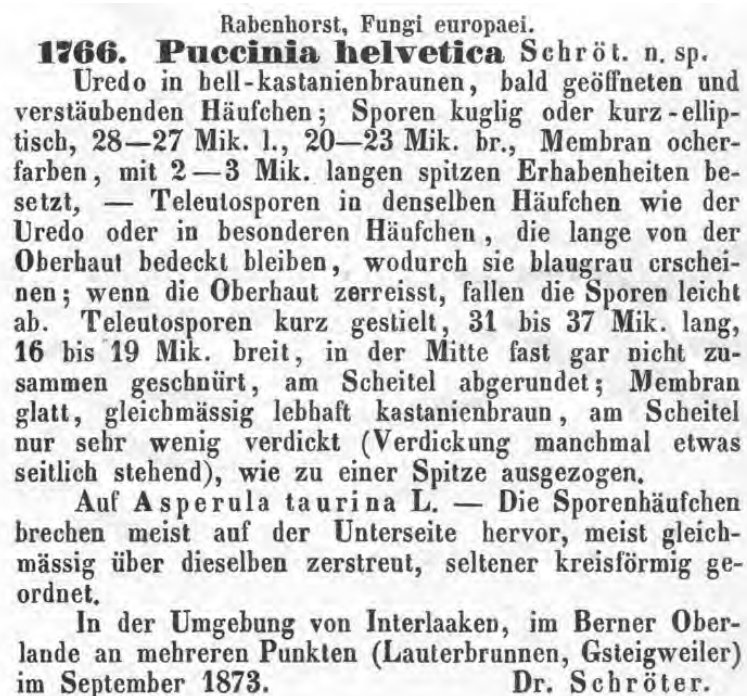 Rabenhorst, Fungi europaei.
1766. Puccinia helvetica Schröt. n. sp.
Uredo in hell-kastanienbraunen, bald geöffneten und
verstäubenden Häufchen; Sporen kuglig oder kurz-ellip-
tisch, 28—27 Mik. l., 20—23 Mik. br., Membran ocher-
farben, mit 2—3 Mik. langen spitzen Erhabenheiten be-
setzt, — Teleutosporen in denselben Häufchen wie der
Uredo oder in besonderen Häufchen, die lange von der
Oberhaut bedeckt bleiben, wodurch sie blaugrau erschei-
nen; wenn die Oberhaut zerreisst, fallen die Sporen leicht
ab. Teleutosporen kurz gestielt, 31 bis 37 Mik. lang,
16 bis 19 Mik. breit, in der Mitte fast gar nicht zu-
sammen geschnürt, am Scheitel abgerundet; Membran
glatt, gleichmässig lebhaft kastanienbraun, am Scheitel
nur sehr wenig verdickt (Verdickung manchmal etwas
seitlich stehend), wie zu einer Spitze ausgezogen.
Auf Asperula taurina L. — Die Sporenhäufchen
brechen meist auf der Unterseite hervor, meist gleich-
mässig über dieselben zerstreut, seltener kreisförmig ge-
ordnet.
In der Umgebung von Interlaaken, im Berner Ober-
lande an mehreren Punkten (Lauterbrunnen, Gsteigweiler)
im September 1873. Dr. Schröter.